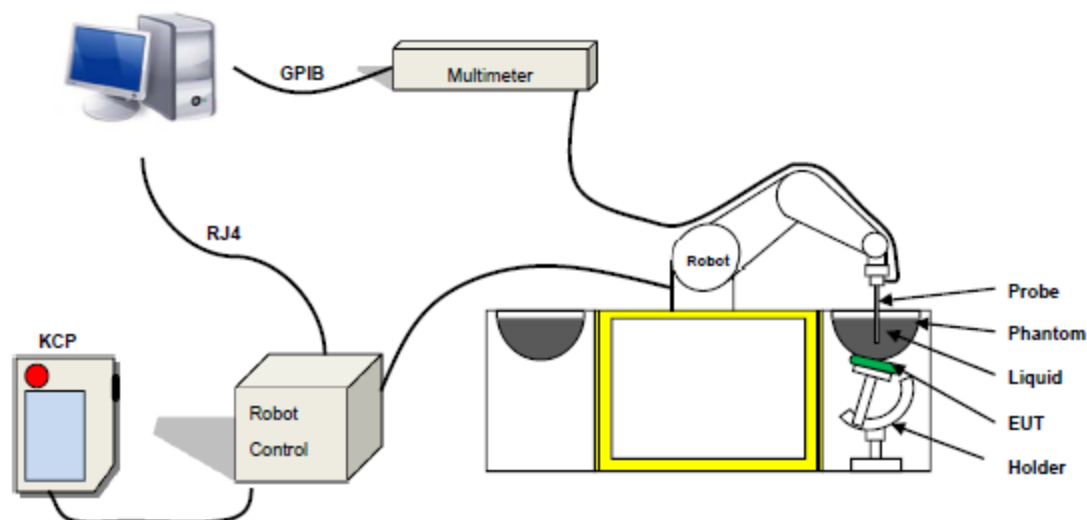 GPIB
Multimeter
RJ4
Robot
Probe
Phantom
KCP
Liquid
Robot
Control
EUT
Holder